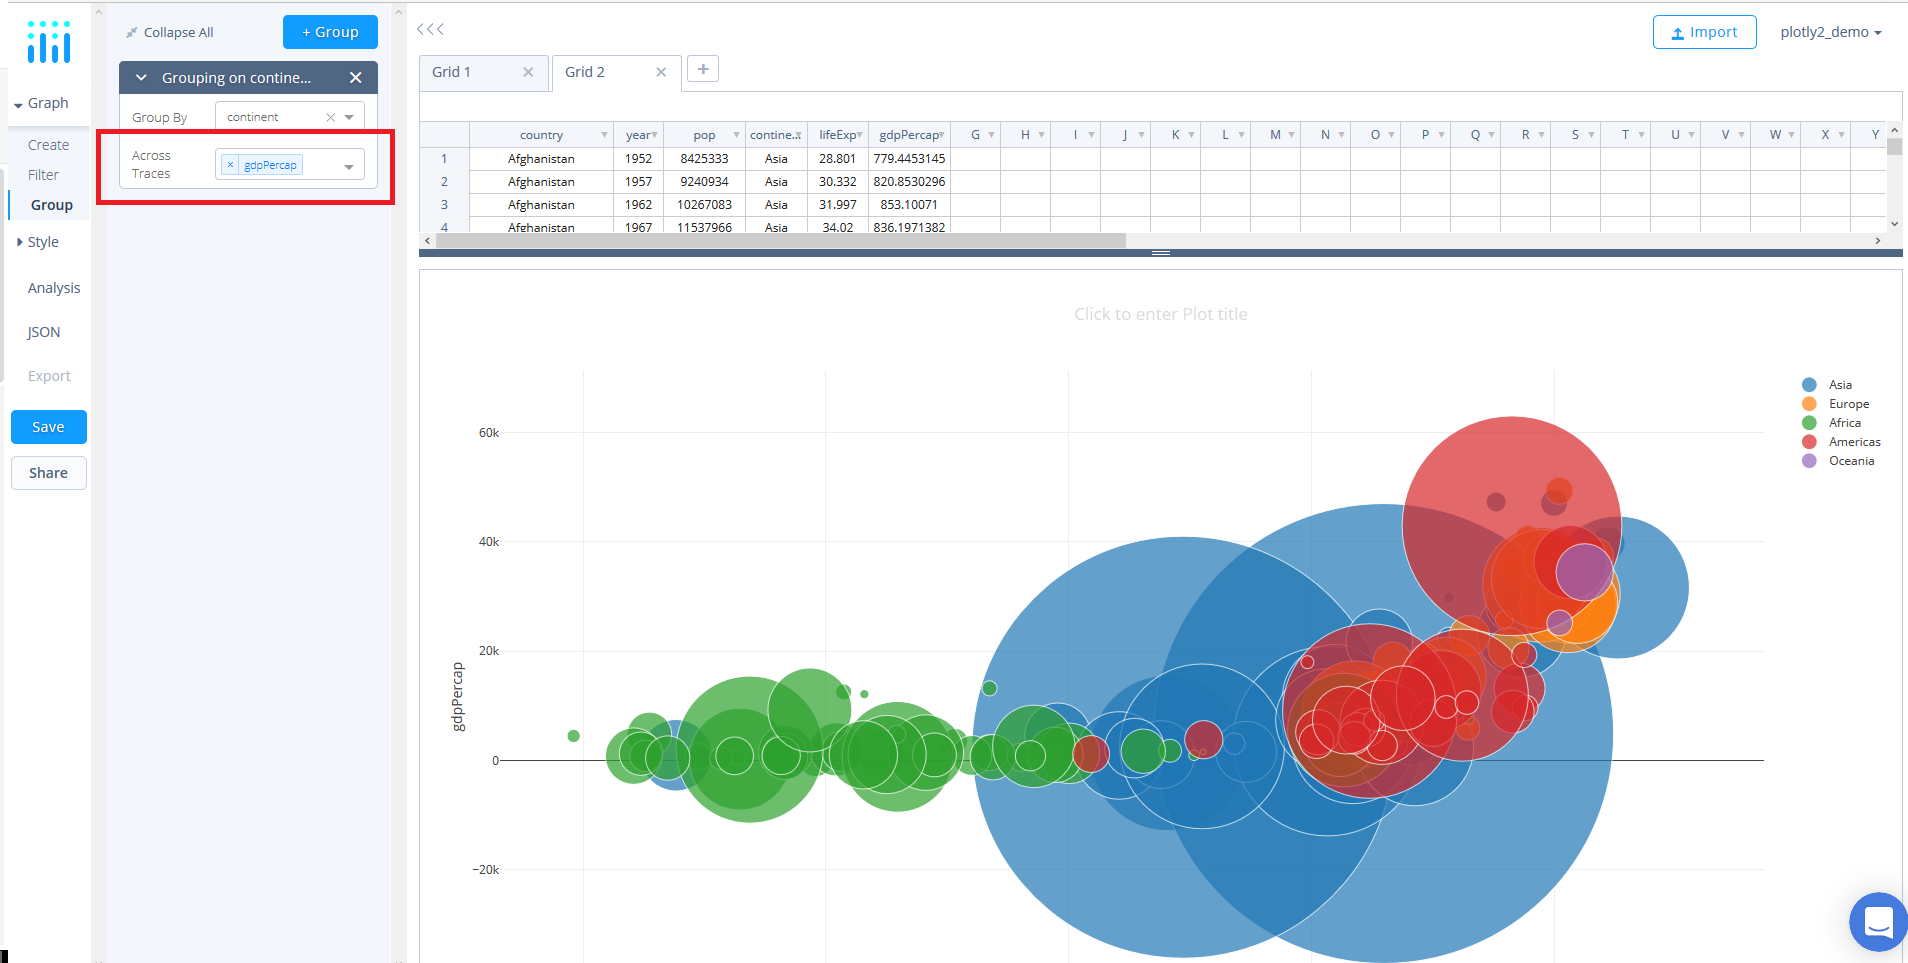 Collapse All
+ Group
Import
plotly2_demo
Grid 1
Grid 2
+
Grouping on contine...
Graph
Group By
continent
Create
Across
Traces
gdpPercap
Filter
Group
Style
Analysis
JSON
Export
Save
Share
country year pop contine... lifeExp gdpPercap G H I J K L M N O P Q R S T U V W X Y
1 Afghanistan 1952 8425333 Asia 28.801 779.4453145
2 Afghanistan 1957 9240934 Asia 30.332 820.8530296
3 Afghanistan 1962 10267083 Asia 31.997 853.10071
4 Afghanistan 1967 11537966 Asia 34.02 836.1971382
Click to enter Plot title
Asia
Europe
Africa
Americas
Oceania
60k
40k
20k
0
−20k
gdpPercap